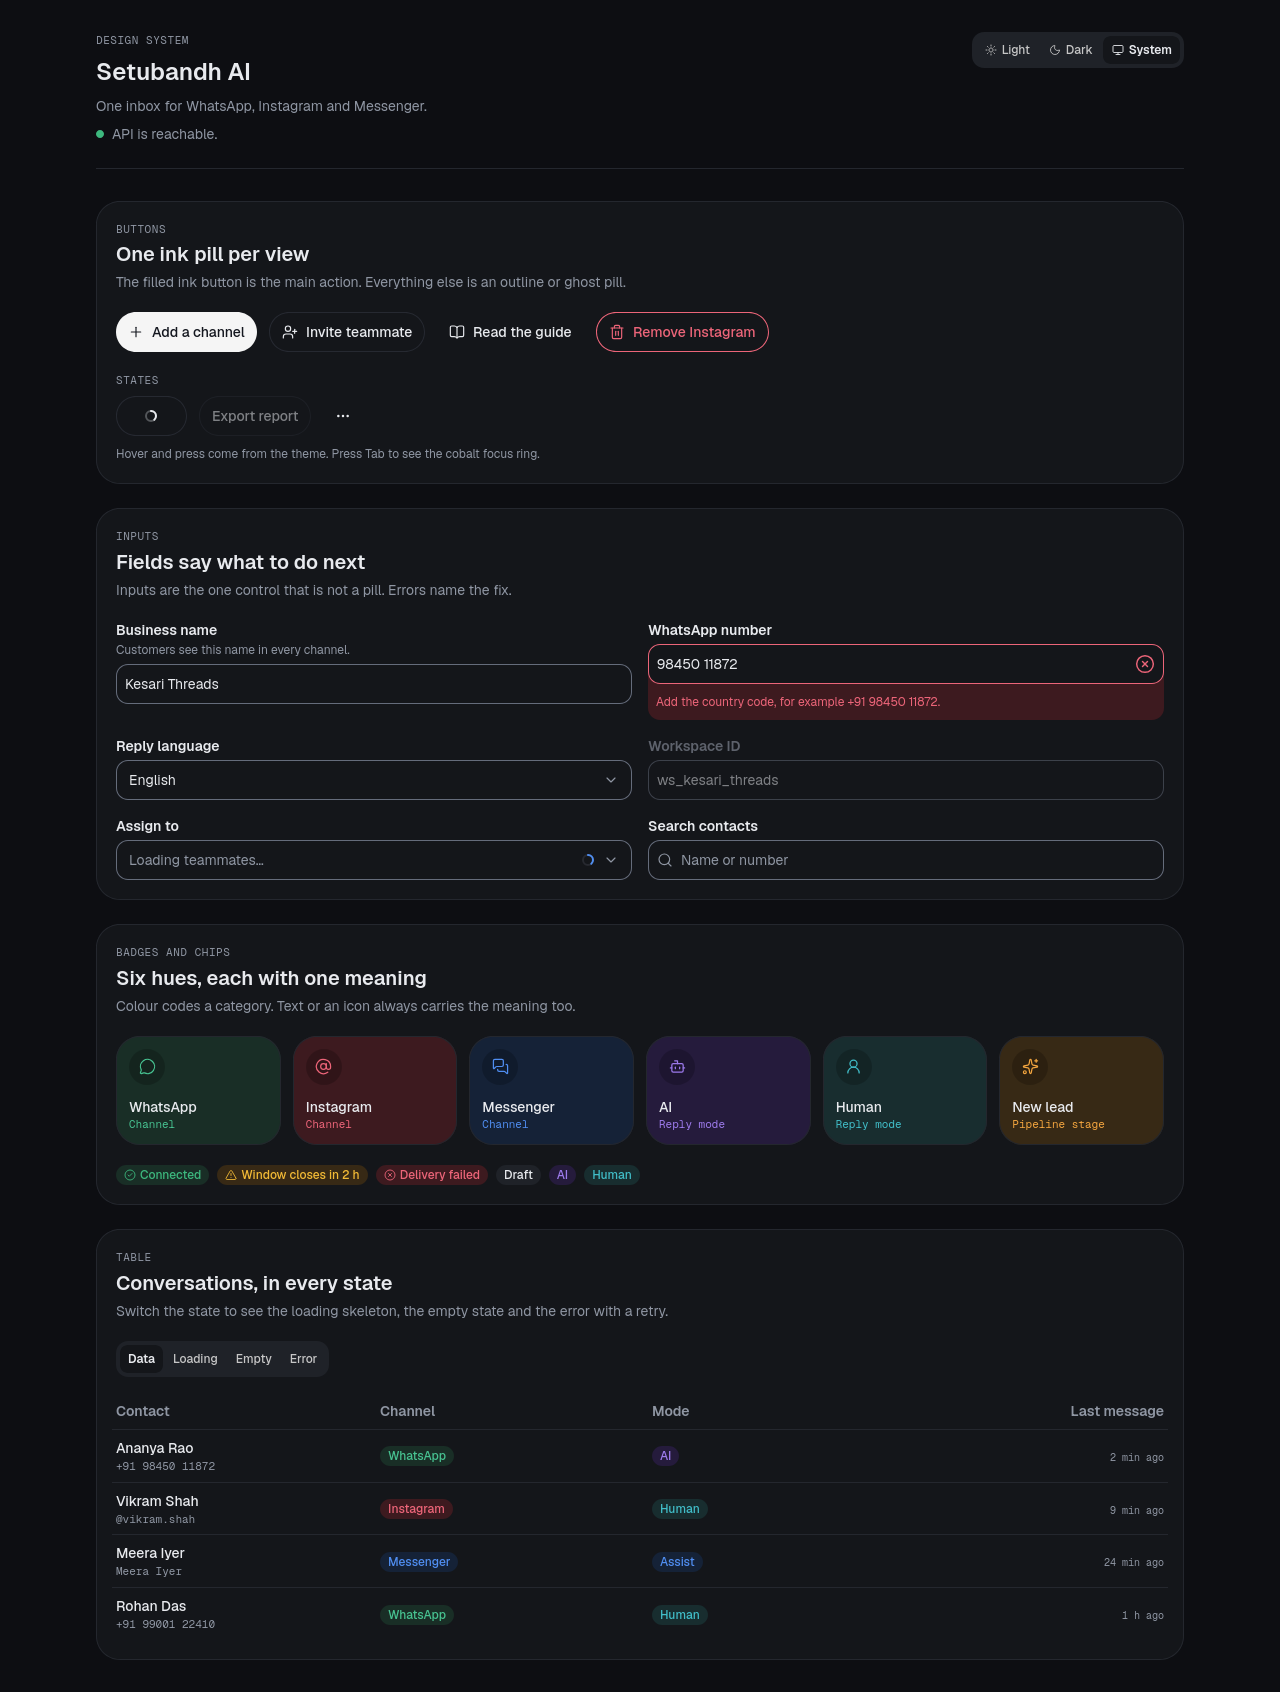 DESIGN SYSTEM
Setubandh AI
Light Dark System
One inbox for WhatsApp, Instagram and Messenger.
API is reachable.
BUTTONS
One ink pill per view
The filled ink button is the main action. Everything else is an outline or ghost pill.
Add a channel Invite teammate Read the guide Remove Instagram
STATES
Export report
Hover and press come from the theme. Press Tab to see the cobalt focus ring.
INPUTS
Fields say what to do next
Inputs are the one control that is not a pill. Errors name the fix.
Business name
Customers see this name in every channel.
Kesari Threads
WhatsApp number
98450 11872
Add the country code, for example +91 98450 11872.
Reply language
English
Workspace ID
ws_kesari_threads
Assign to
Loading teammates...
Search contacts
Name or number
BADGES AND CHIPS
Six hues, each with one meaning
Colour codes a category. Text or an icon always carries the meaning too.
WhatsApp
Channel
Instagram
Channel
Messenger
Channel
AI
Reply mode
Human
Reply mode
New lead
Pipeline stage
Connected Window closes in 2 h Delivery failed Draft AI Human
TABLE
Conversations, in every state
Switch the state to see the loading skeleton, the empty state and the error with a retry.
Data Loading Empty Error
Contact Channel Mode Last message
Ananya Rao
+91 98450 11872
WhatsApp AI 2 min ago
Vikram Shah
@vikram.shah
Instagram Human 9 min ago
Meera Iyer
Meera Iyer
Messenger Assist 24 min ago
Rohan Das
+91 99001 22410
WhatsApp Human 1 h ago